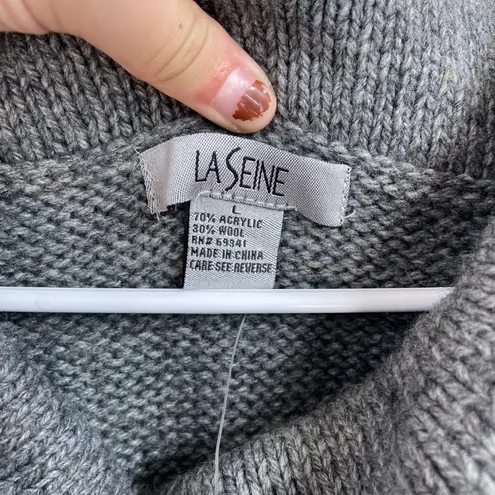 LA SEINE
L
70% ACRYLIC
30% WOOL
RN# 69341
MADE IN CHINA
CARE SEE REVERSE